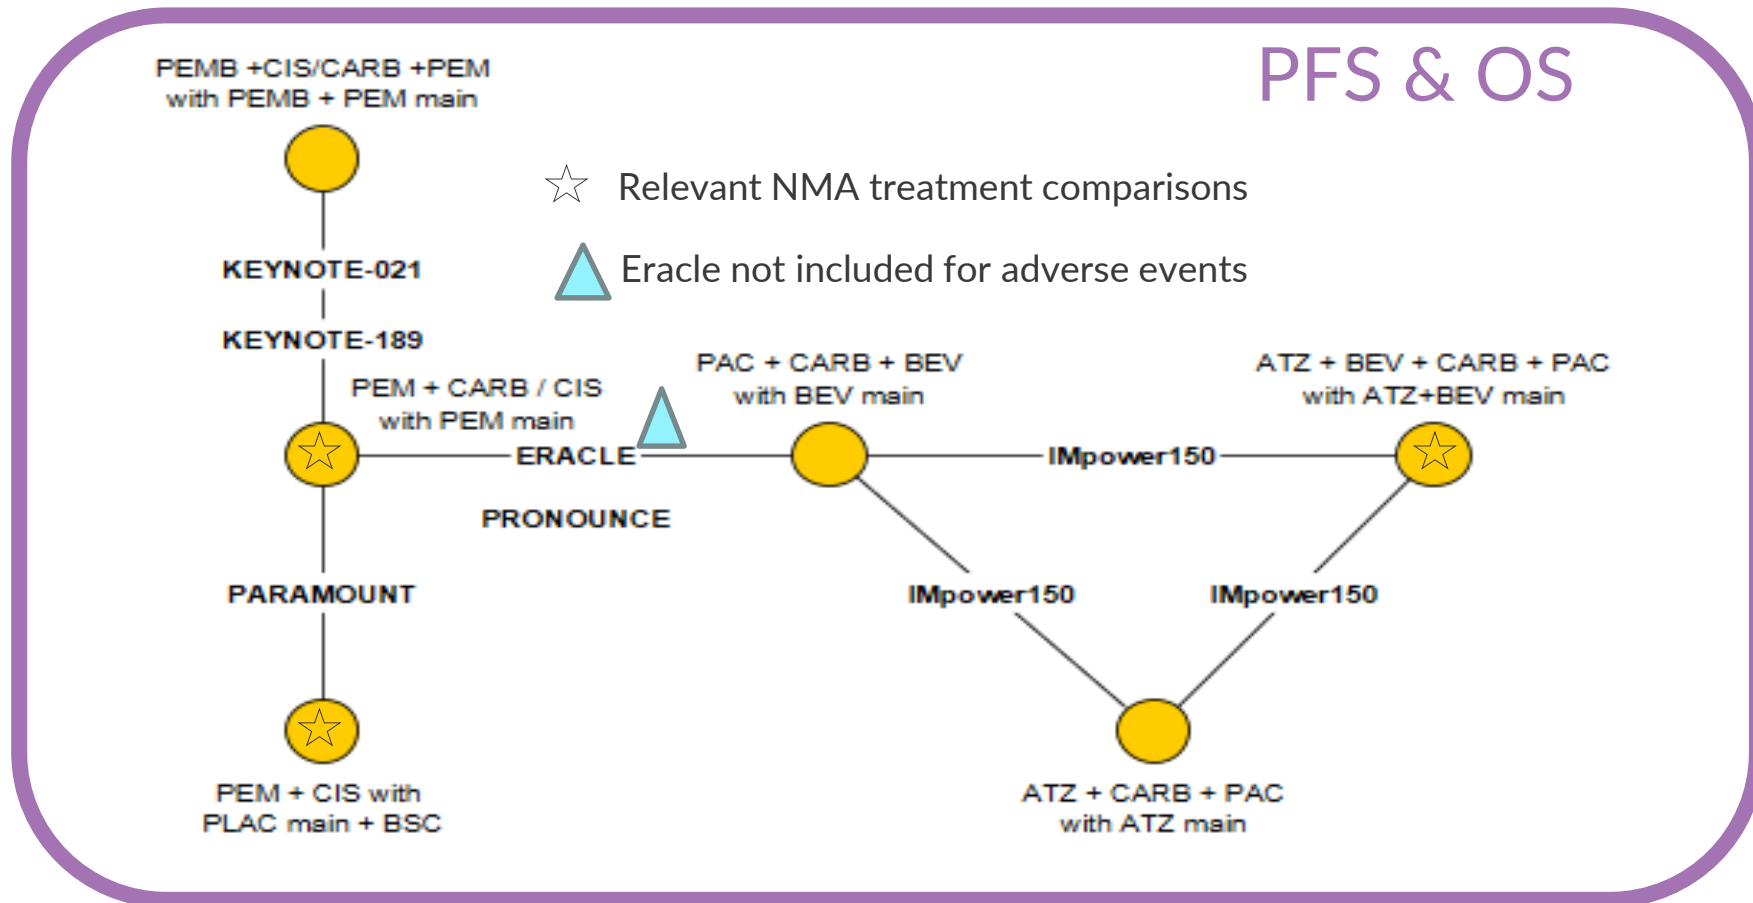 PFS & OS
PEMB +CIS/CARB +PEM
with PEMB + PEM main
Relevant NMA treatment comparisons
KEYNOTE-021
Eracle not included for adverse events
KEYNOTE-189
PEM + CARB / CIS
with PEM main
PAC + CARB + BEV
with BEV main
ATZ + BEV + CARB + PAC
with ATZ+BEV main
ERACLE
IMpower150
PRONOUNCE
PARAMOUNT
IMpower150
IMpower150
PEM + CIS with
PLAC main + BSC
ATZ + CARB + PAC
with ATZ main